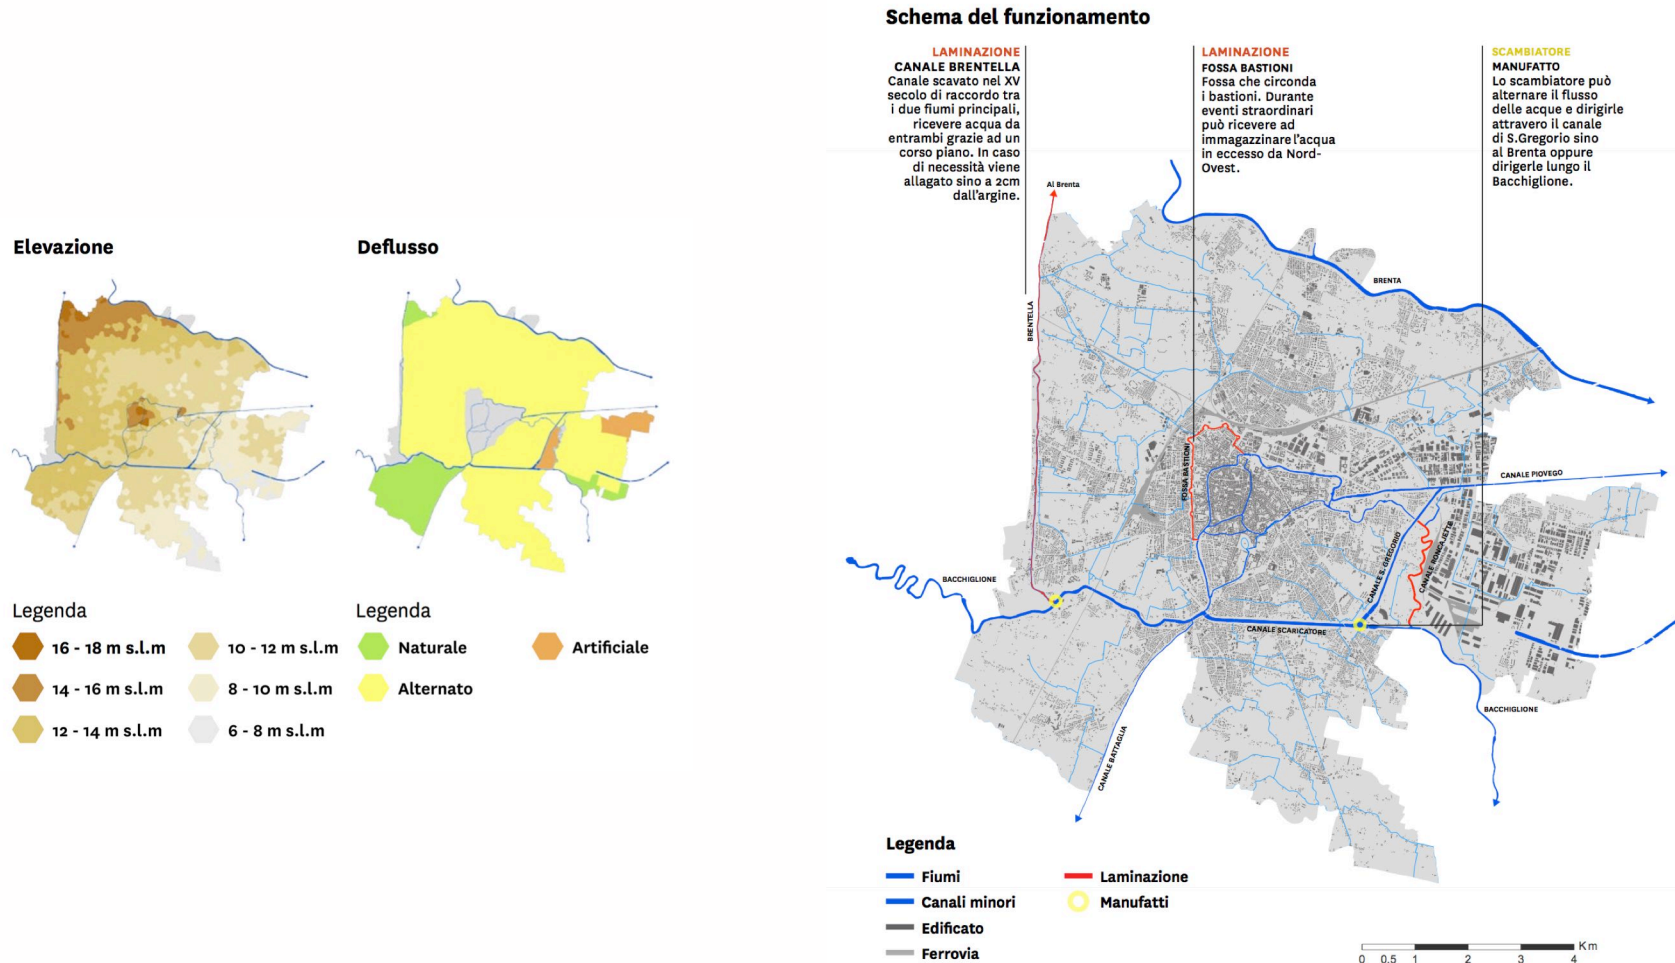 Elevazione
Deflusso
Legenda
16 - 18 m s.l.m
14 - 16 m s.l.m
12 - 14 m s.l.m
10 - 12 m s.l.m
8 - 10 m s.l.m
6 - 8 m s.l.m
Legenda
Naturale
Alternato
Artificiale
Schema del funzionamento
LAMINAZIONE
CANALE BRENTELLA
Canale scavato nel XV
secolo di raccordo tra
i due fiumi principali,
ricevere acqua da
entrambi grazie ad un
corso piano. In caso
di necessità viene
allagato sino a 2cm
dall'argine.
LAMINAZIONE
FOSSA BASTIONI
Fossa che circonda
i bastioni. Durante
eventi straordinari
può ricevere ad
immagazzinare l'acqua
in eccesso da Nord-
Ovest.
SCAMBIATORE
MANUFATTO
Lo scambiatore può
alternare il flusso
delle acque e dirigerle
attravero il canale
di S.Gregorio sino
al Brenta oppure
dirigerle lungo il
Bacchiglione.
Al Brenta
BRENTA
BRENTELLA
FOSSA BASTIONI
CANALE PIOVEGO
CANALE S. GREGORIO
CANALE RONCAJETTE
BACCHIGLIONE
CANALE SCARICATORE
BACCHIGLIONE
CANALE BATTAGLIA
Legenda
Fiumi
Canali minori
Edificato
Ferrovia
Laminazione
Manufatti
0 0.5 1 2 3 4 Km